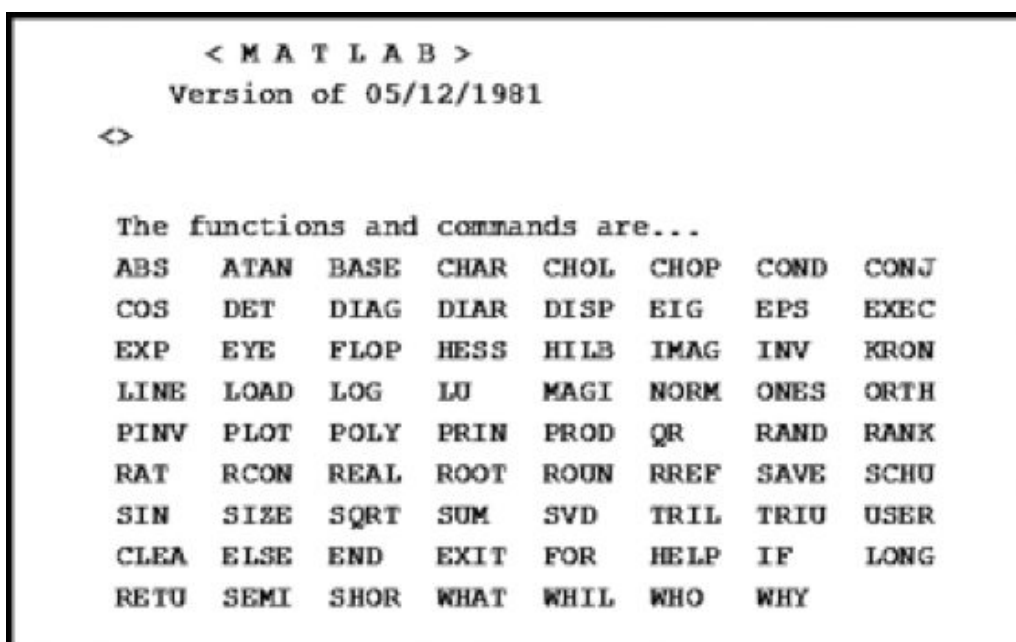 < M A T L A B >
Version of 05/12/1981
<>
The functions and commands are...
ABS ATAN BASE CHAR CHOL CHOP COND CONJ
COS DET DIAG DIAR DISP EIG EPS EXEC
EXP EYE FLOP HESS HILB IMAG INV KRON
LINE LOAD LOG LU MAGI NORM ONES ORTH
PINV PLOT POLY PRIN PROD QR RAND RANK
RAT RCON REAL ROOT ROUN RREF SAVE SCHU
SIN SIZE SQRT SUM SVD TRIL TRIU USER
CLEA ELSE END EXIT FOR HELP IF LONG
RETU SEMI SHOR WHAT WHIL WHO WHY